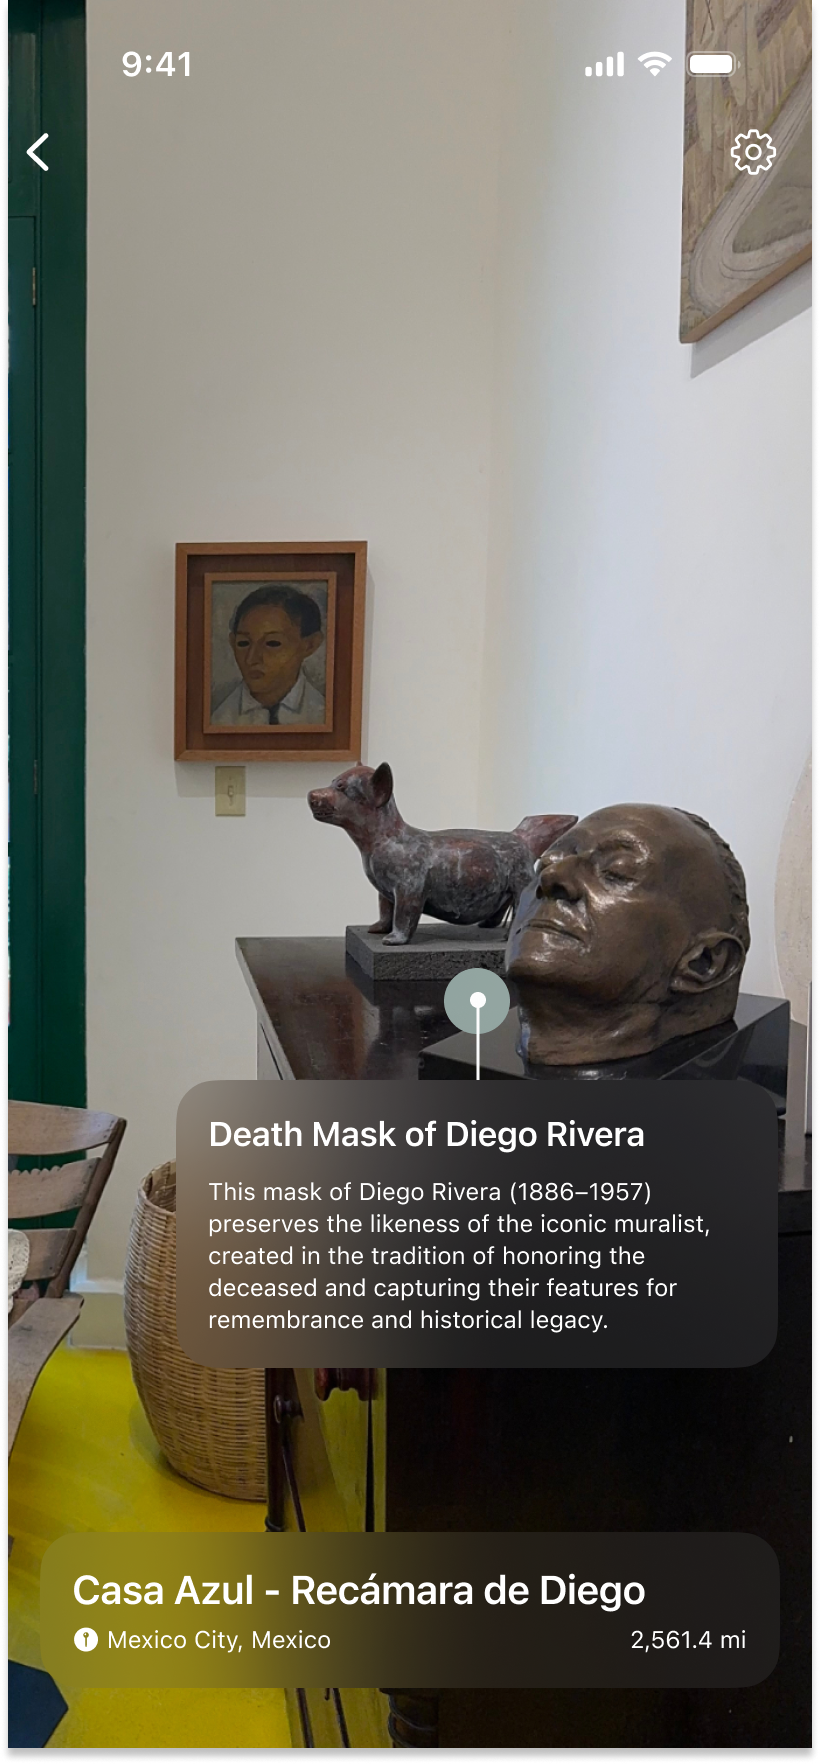 9:41
Death Mask of Diego Rivera
This mask of Diego Rivera (1886–1957)
preserves the likeness of the iconic muralist,
created in the tradition of honoring the
deceased and capturing their features for
remembrance and historical legacy.
Casa Azul - Recámara de Diego
Mexico City, Mexico
2,561.4 mi